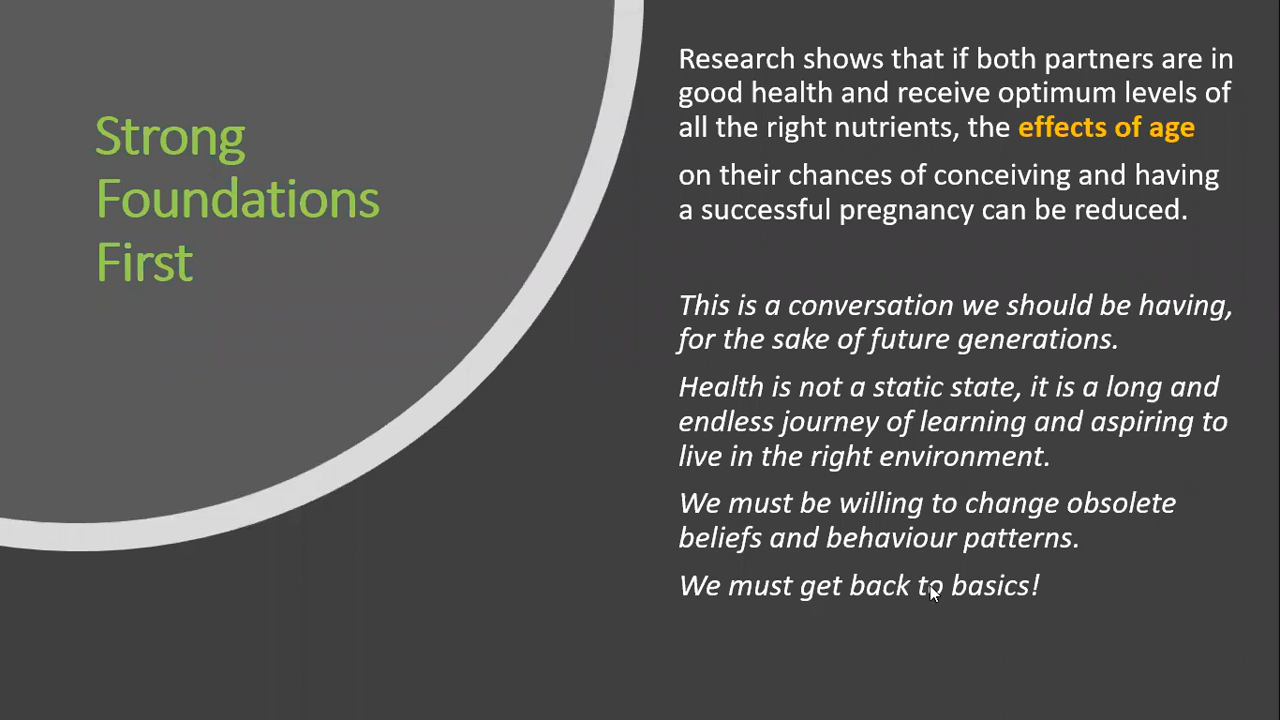 Strong
Foundations
First
Research shows that if both partners are in
good health and receive optimum levels of
all the right nutrients, the effects of age
on their chances of conceiving and having
a successful pregnancy can be reduced.
This is a conversation we should be having,
for the sake of future generations.
Health is not a static state, it is a long and
endless journey of learning and aspiring to
live in the right environment.
We must be willing to change obsolete
beliefs and behaviour patterns.
We must get back to basics!